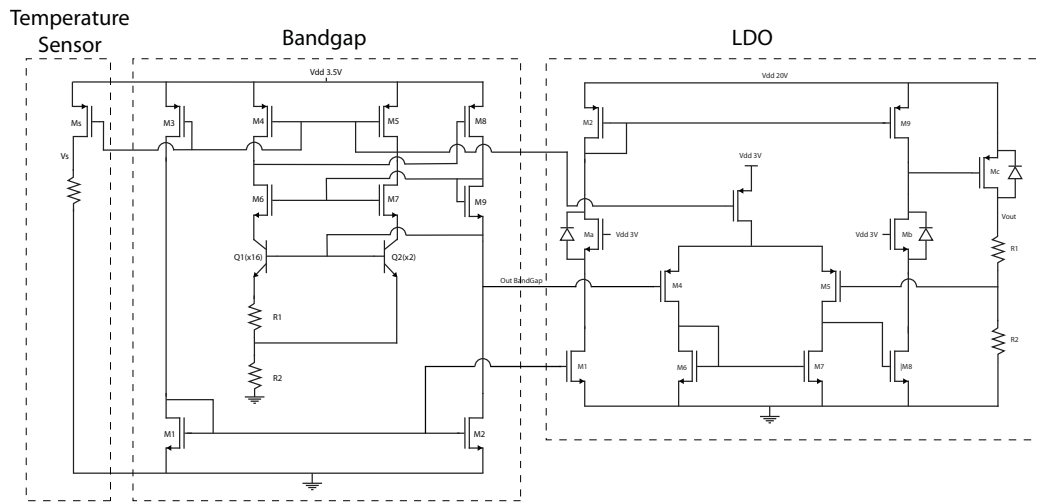 Temperature
Sensor
Bandgap
LDO
Vdd 3.5V
Vdd 20V
Ms
M3
M4
M5
M8
M2
M9
Vs
Vdd 3V
Mc
M6
M7
M9
Vout
Ma
Vdd 3V
Vdd 3V
Mb
R1
Q1(x16)
Q2(x2)
Out BandGap
M4
M5
R1
R2
R2
M1
M6
M7
|M8
M1
M2